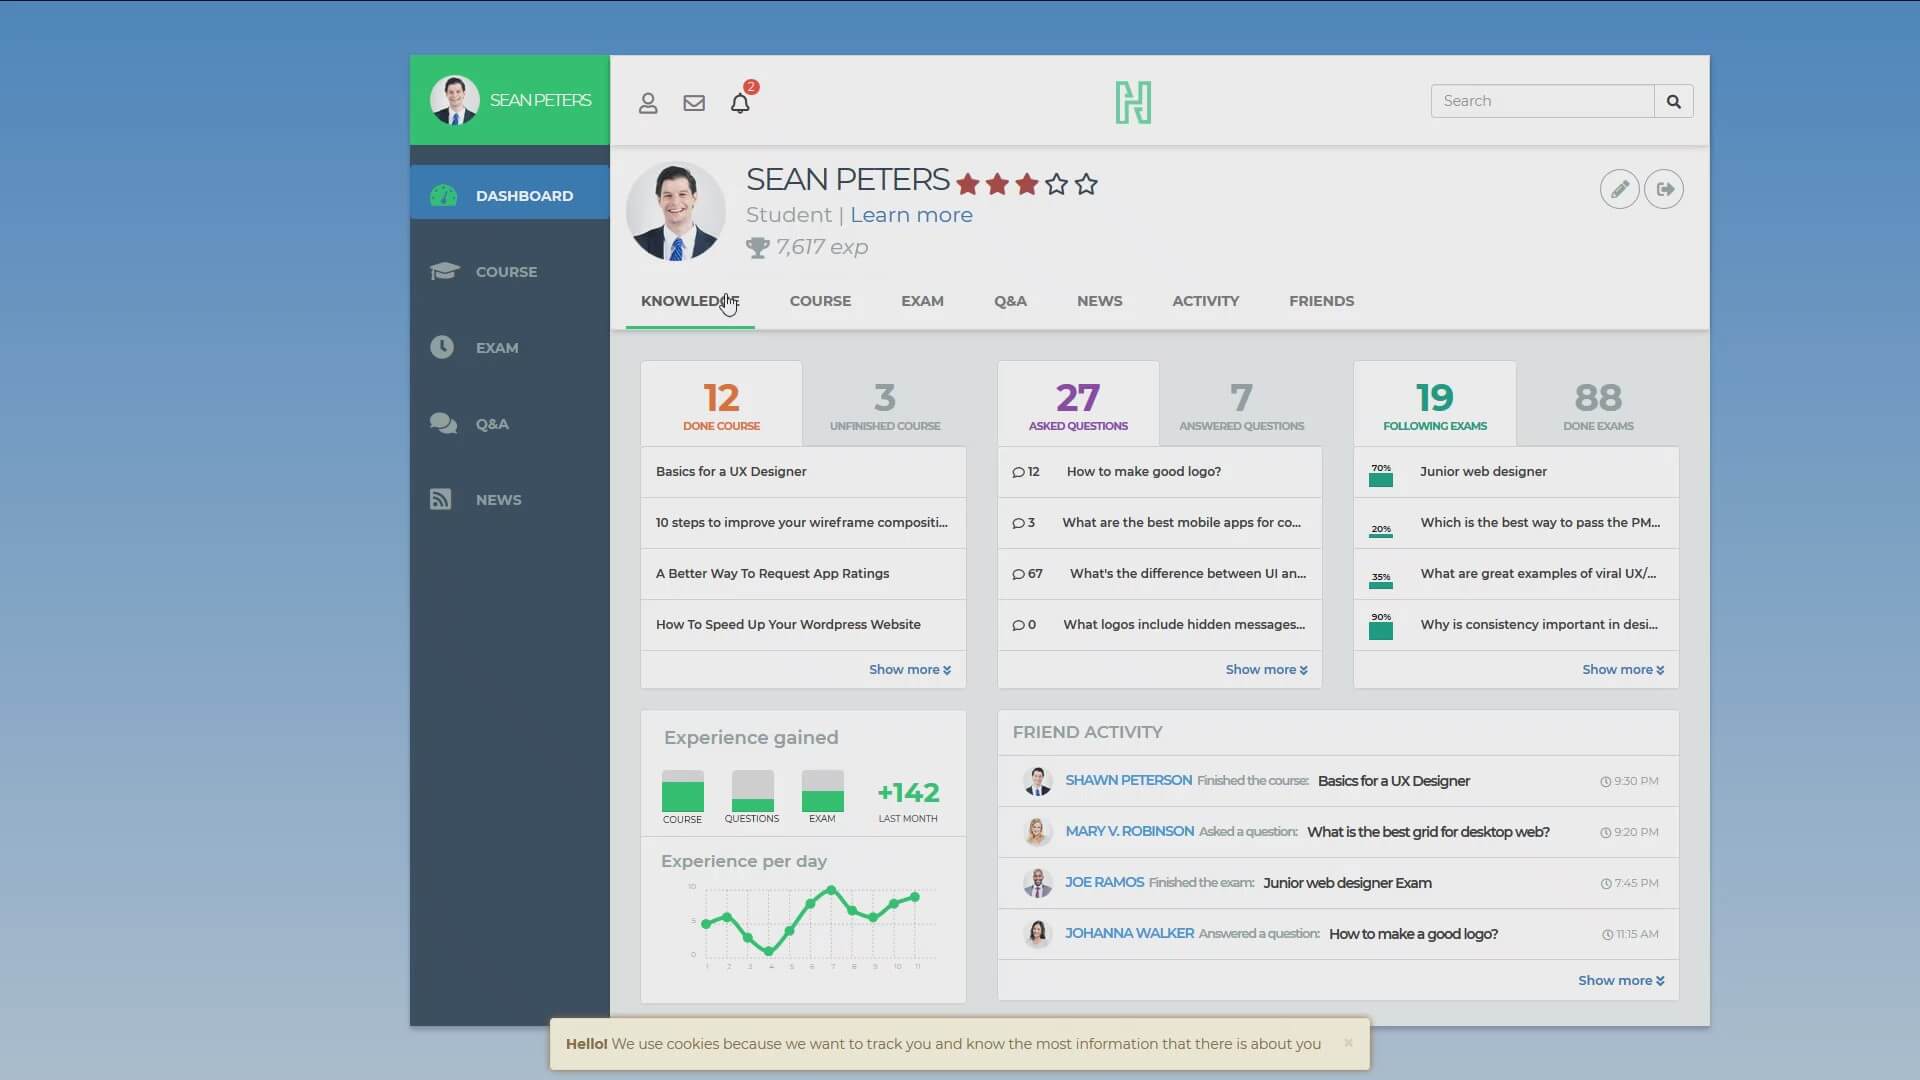 SEAN PETERS
2
Search
DASHBOARD
COURSE
EXAM
Q&A
NEWS
SEAN PETERS
Student | Learn more
7,617 exp
KNOWLEDGE COURSE EXAM Q&A NEWS ACTIVITY FRIENDS
12
DONE COURSE
3
UNFINISHED COURSE
Basics for a UX Designer
10 steps to improve your wireframe compositi...
A Better Way To Request App Ratings
How To Speed Up Your Wordpress Website
Show more
27
ASKED QUESTIONS
7
ANSWERED QUESTIONS
12 How to make good logo?
3 What are the best mobile apps for co...
67 What's the difference between UI an...
0 What logos include hidden messages...
Show more
19
FOLLOWING EXAMS
88
DONE EXAMS
70% Junior web designer
20% Which is the best way to pass the PM...
35% What are great examples of viral UX/...
90% Why is consistency important in desi...
Show more
Experience gained
COURSE
QUESTIONS
EXAM
+142
LAST MONTH
Experience per day
10
5
0
1 2 3 4 5 6 7 8 9 10 11
FRIEND ACTIVITY
SHAWN PETERSON Finished the course: Basics for a UX Designer 9:30 PM
MARY V. ROBINSON Asked a question: What is the best grid for desktop web? 9:20 PM
JOE RAMOS Finished the exam: Junior web designer Exam 7:45 PM
JOHANNA WALKER Answered a question: How to make a good logo? 11:15 AM
Show more
Hello! We use cookies because we want to track you and know the most information that there is about you ×